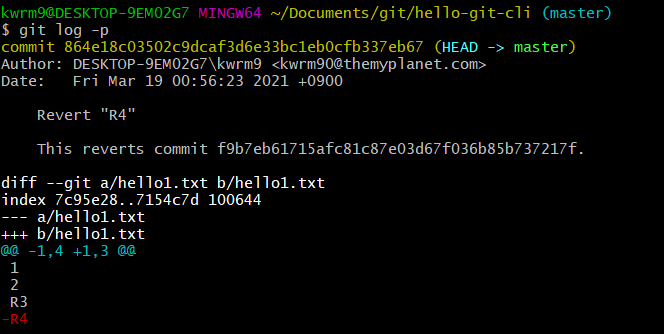 kwrm9@DESKTOP-9EMO2G7 MINGW64 ~/Documents/git/hello-git-cli (master)
$ git log -p
commit 864e18c03502c9dcaf3d6e33bc1eb0cfb337eb67 (HEAD -> master)
Author: DESKTOP-9EMO2G7\kwrm9 <kwrm90@themyplanet.com>
Date:   Fri Mar 19 00:56:23 2021 +0900
    Revert "R4"
    This reverts commit f9b7eb61715afc81c87e03d67f036b85b737217f.
diff --git a/hello1.txt b/hello1.txt
index 7c95e28..7154c7d 100644
--- a/hello1.txt
+++ b/hello1.txt
@@ -1,4 +1,3 @@
 1
 2
 R3
-R4